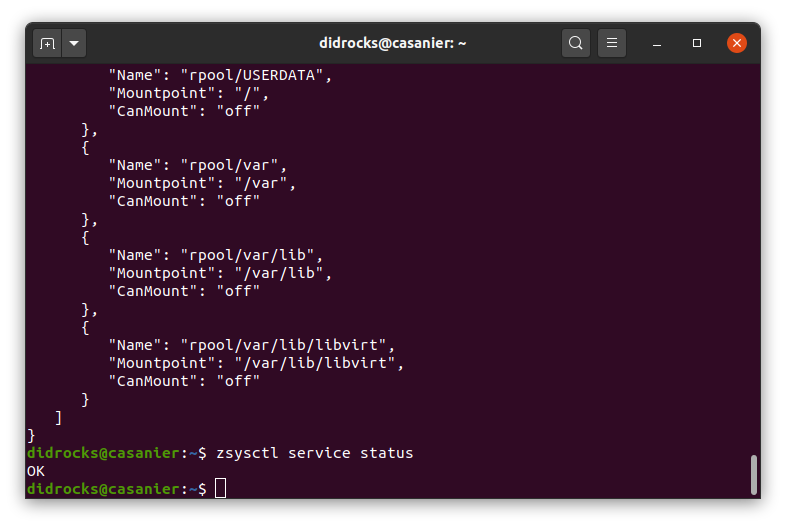 didrocks@casanier: ~
"Name": "rpool/USERDATA",
"Mountpoint": "/",
"CanMount": "off"
},
{
"Name": "rpool/var",
"Mountpoint": "/var",
"CanMount": "off"
},
{
"Name": "rpool/var/lib",
"Mountpoint": "/var/lib",
"CanMount": "off"
},
{
"Name": "rpool/var/lib/libvirt",
"Mountpoint": "/var/lib/libvirt",
"CanMount": "off"
}
]
}
didrocks@casanier:~$ zsysctl service status
OK
didrocks@casanier:~$